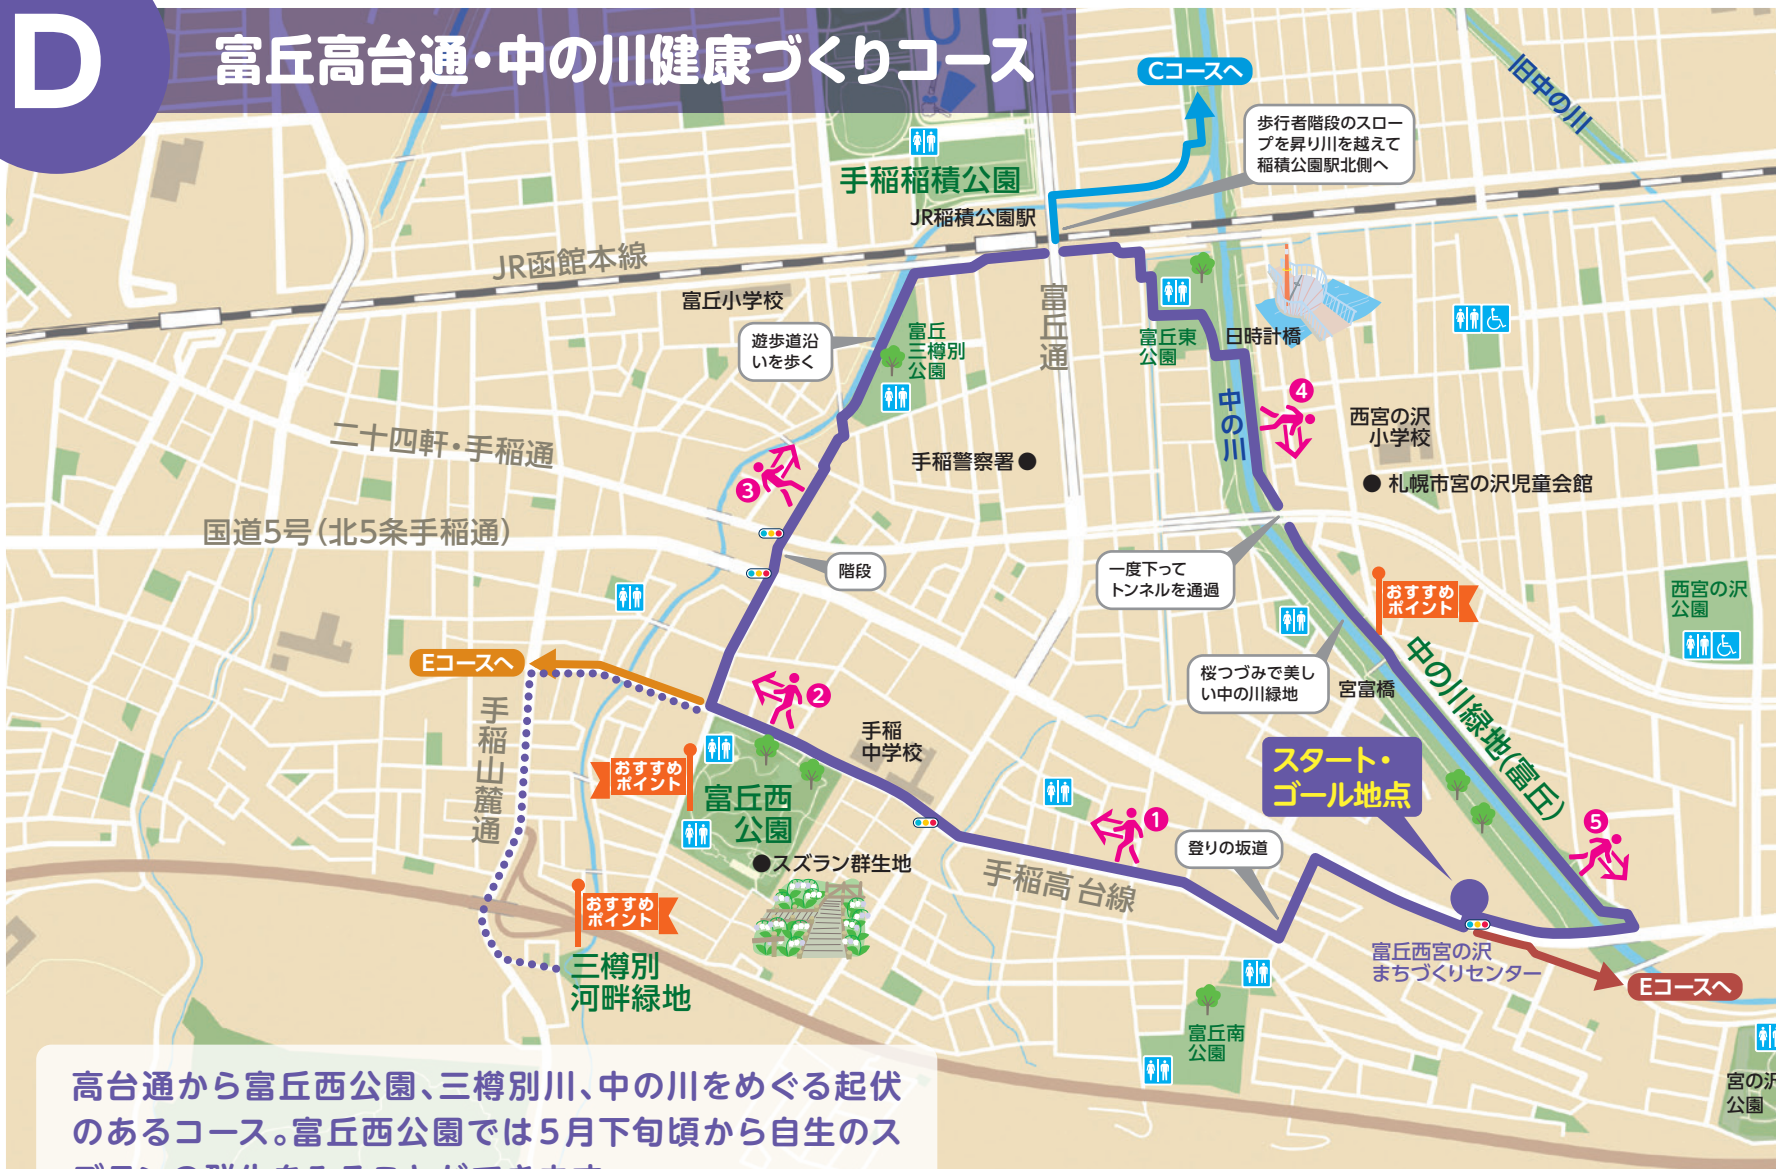 D
富丘高台通・中の川健康づくりコース
Cコースへ
旧中の川
歩行者階段のスロー
プを昇り川を越えて
稲積公園駅北側へ
手稲稲積公園
JR稲積公園駅
JR函館本線
富丘小学校
遊歩道沿
いを歩く
富丘
三樽別
公園
富丘通
富丘東
公園
日時計橋
中の川
4
西宮の沢
小学校
札幌市宮の沢児童会館
二十四軒・手稲通
手稲警察署
3
国道5号(北5条手稲通)
階段
一度下って
トンネルを通過
おすすめ
ポイント
西宮の沢
公園
Eコースへ
手稲山麓通
2
手稲
中学校
桜つづみで美し
い中の川緑地
宮富橋
中の川緑地(富丘)
スタート・
ゴール地点
おすすめ
ポイント
富丘西
公園
スズラン群生地
1
登りの坂道
5
手稲高台線
おすすめ
ポイント
三樽別
河畔緑地
富丘西宮の沢
まちづくりセンター
Eコースへ
富丘南
公園
宮の沢
公園
高台通から富丘西公園、三樽別川、中の川をめぐる起伏
のあるコース。富丘西公園では5月下旬頃から自生のス